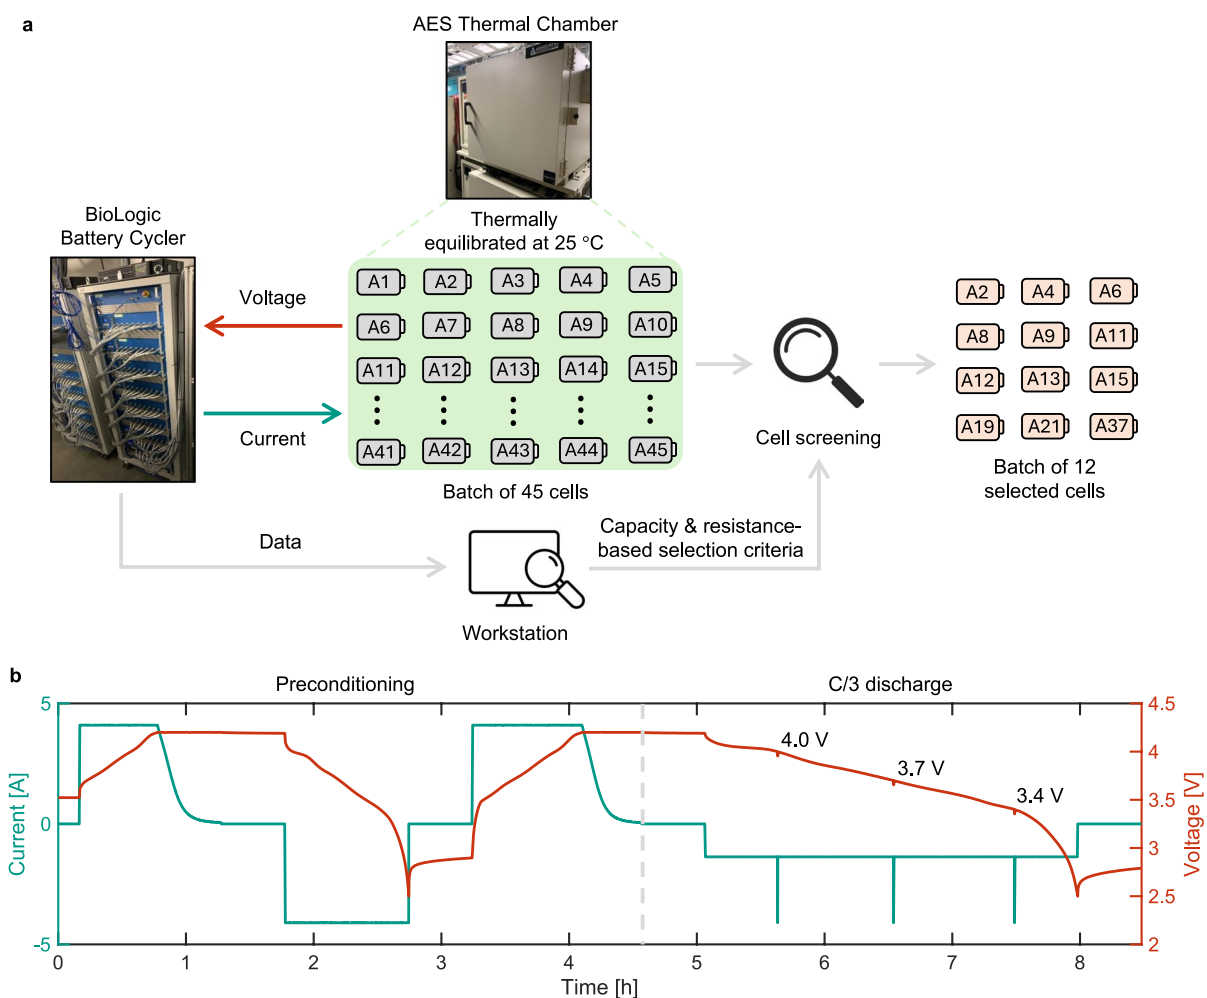 a
AES Thermal Chamber
BioLogic
Battery Cycler
Thermally
equilibrated at 25 °C
Voltage
Current
A1 A2 A3 A4 A5
A6 A7 A8 A9 A10
A11 A12 A13 A14 A15
A41 A42 A43 A44 A45
Batch of 45 cells
Cell screening
A2 A4 A6
A8 A9 A11
A12 A13 A15
A19 A21 A37
Batch of 12
selected cells
Data
Capacity & resistance-
based selection criteria
Workstation
b
Preconditioning
C/3 discharge
5
0
-5
Current [A]
4.0 V
3.7 V
3.4 V
4.5
4
3.5
3
2.5
2
Voltage [V]
0 1 2 3 4 5 6 7 8
Time [h]